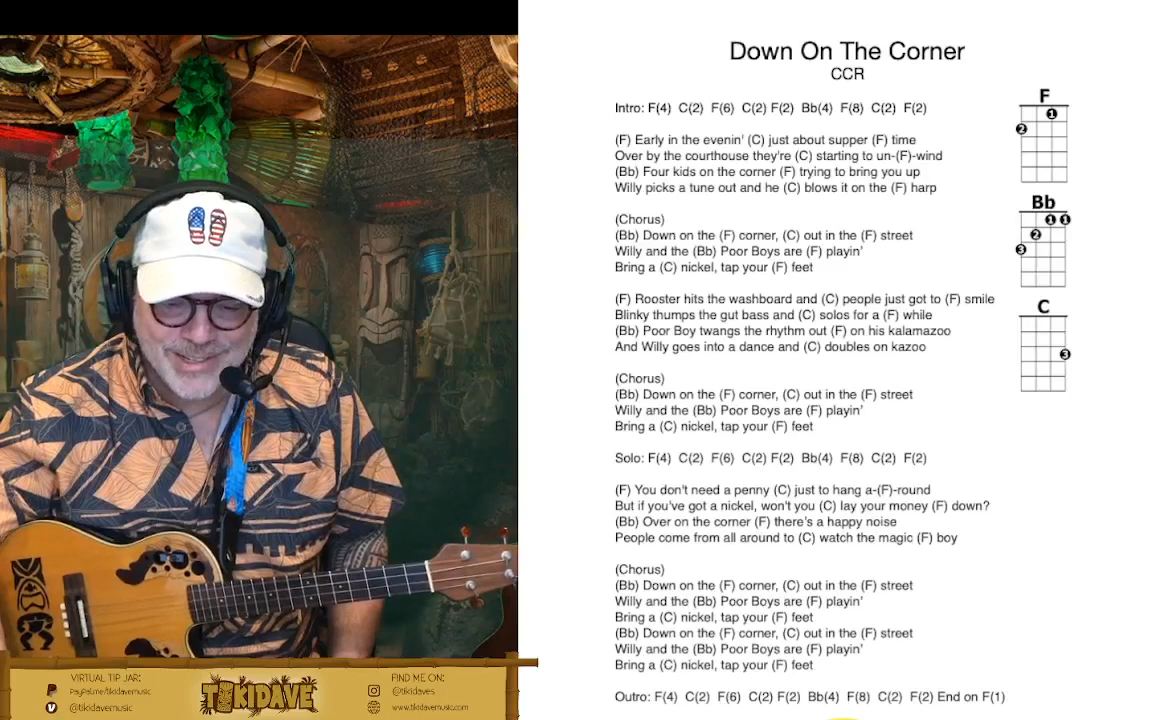 Down On The Corner
CCR
Intro: F(4) C(2) F(6) C(2) F(2) Bb(4) F(8) C(2) F(2)
(F) Early in the evenin' (C) just about supper (F) time
Over by the courthouse they're (C) starting to un-(F)-wind
(Bb) Four kids on the corner (F) trying to bring you up
Willy picks a tune out and he (C) blows it on the (F) harp
(Chorus)
(Bb) Down on the (F) corner, (C) out in the (F) street
Willy and the (Bb) Poor Boys are (F) playin'
Bring a (C) nickel, tap your (F) feet
(F) Rooster hits the washboard and (C) people just got to (F) smile
Blinky thumps the gut bass and (C) solos for a (F) while
(Bb) Poor Boy twangs the rhythm out (F) on his kalamazoo
And Willy goes into a dance and (C) doubles on kazoo
(Chorus)
(Bb) Down on the (F) corner, (C) out in the (F) street
Willy and the (Bb) Poor Boys are (F) playin'
Bring a (C) nickel, tap your (F) feet
Solo: F(4) C(2) F(6) C(2) F(2) Bb(4) F(8) C(2) F(2)
(F) You don't need a penny (C) just to hang a-(F)-round
But if you've got a nickel, won't you (C) lay your money (F) down?
(Bb) Over on the corner (F) there's a happy noise
People come from all around to (C) watch the magic (F) boy
(Chorus)
(Bb) Down on the (F) corner, (C) out in the (F) street
Willy and the (Bb) Poor Boys are (F) playin'
Bring a (C) nickel, tap your (F) feet
(Bb) Down on the (F) corner, (C) out in the (F) street
Willy and the (Bb) Poor Boys are (F) playin'
Bring a (C) nickel, tap your (F) feet
Outro: F(4) C(2) F(6) C(2) F(2) Bb(4) F(8) C(2) F(2) End on F(1)
F
1
2
Bb
1 1
2
3
C
3
VIRTUAL TIP JAR:
PayPal.me/tikidavemusic
@tikidavemusic
TIKIDAVE
FIND ME ON:
@tikidaves
www.tikidavemusic.com